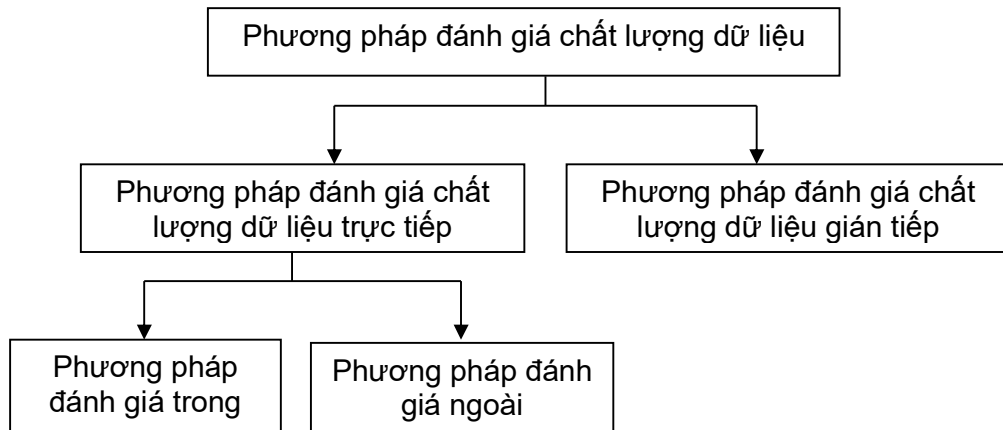 Phương pháp đánh giá chất lượng dữ liệu
Phương pháp đánh giá chất
lượng dữ liệu trực tiếp
Phương pháp đánh giá chất
lượng dữ liệu gián tiếp
Phương pháp
đánh giá trong
Phương pháp đánh
giá ngoài